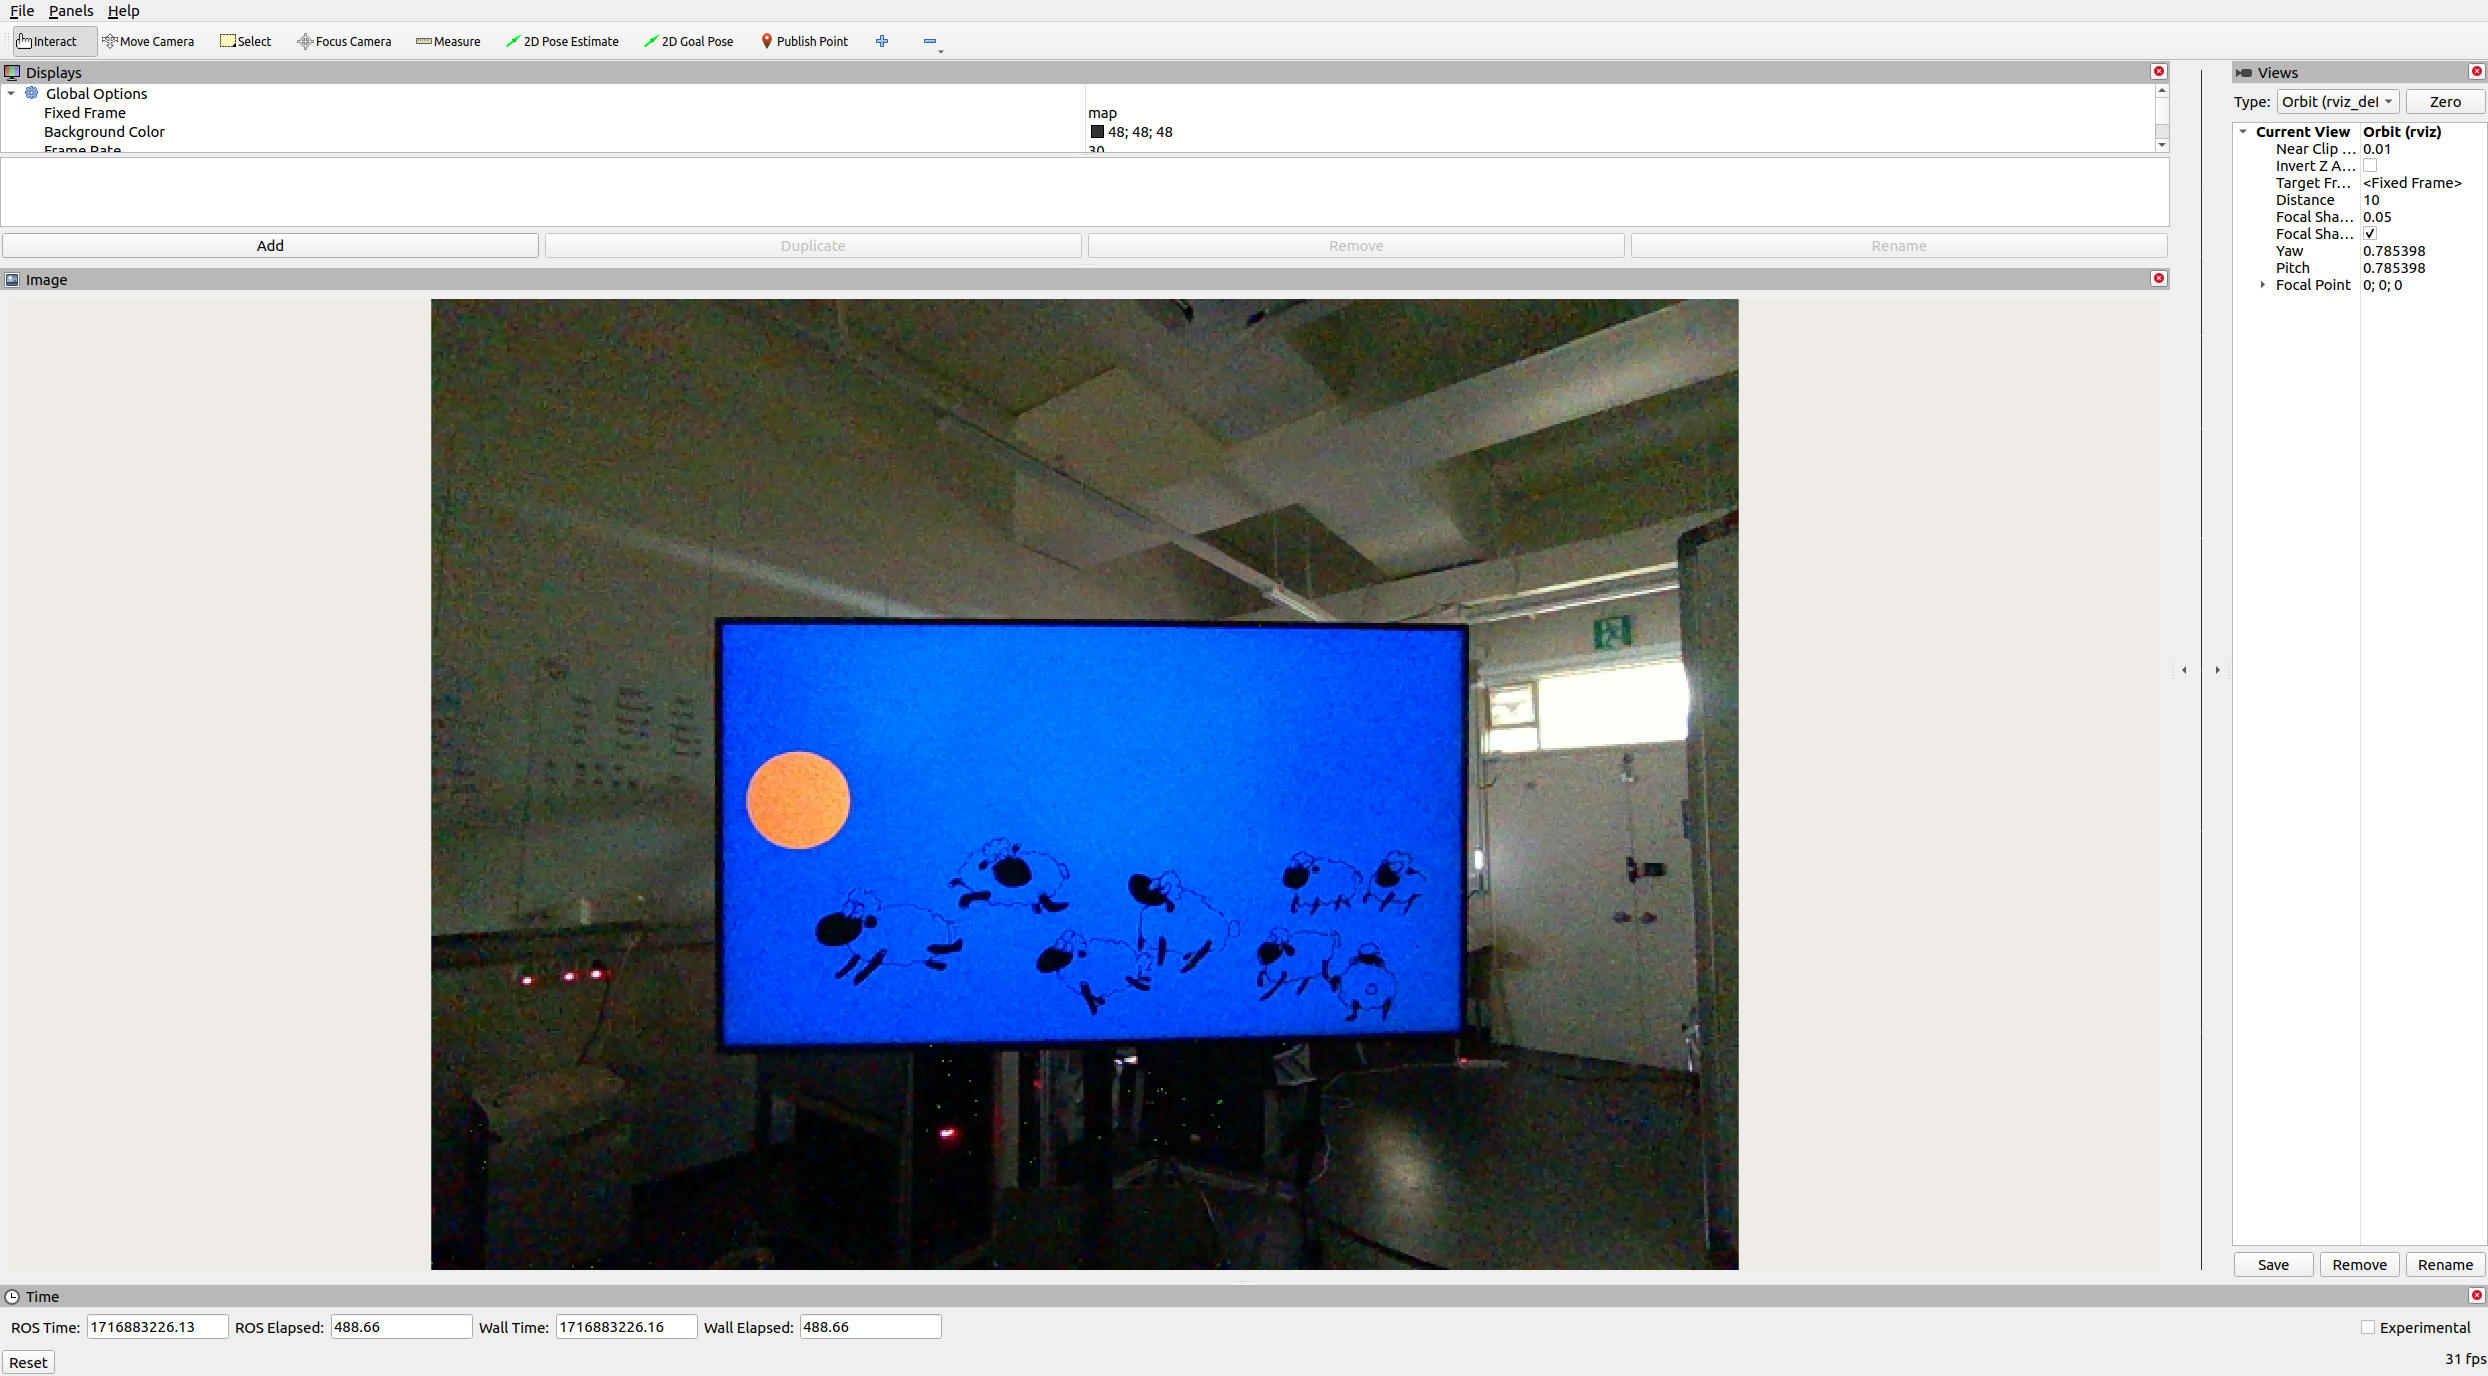 File Panels Help
Interact Move Camera Select Focus Camera Measure 2D Pose Estimate 2D Goal Pose Publish Point
Displays
Global Options
Fixed Frame map
Background Color 48; 48; 48
Frame Rate 30
Add Duplicate Remove Rename
Image
Views
Type: Orbit (rviz_def Zero
Current View Orbit (rviz)
Near Clip ... 0.01
Invert Z A...
Target Fr... <Fixed Frame>
Distance 10
Focal Sha... 0.05
Focal Sha...
Yaw 0.785398
Pitch 0.785398
Focal Point 0; 0; 0
Save Remove Rename
Time
ROS Time: 1716883226.13 ROS Elapsed: 488.66 Wall Time: 1716883226.16 Wall Elapsed: 488.66 Experimental
Reset 31 fps